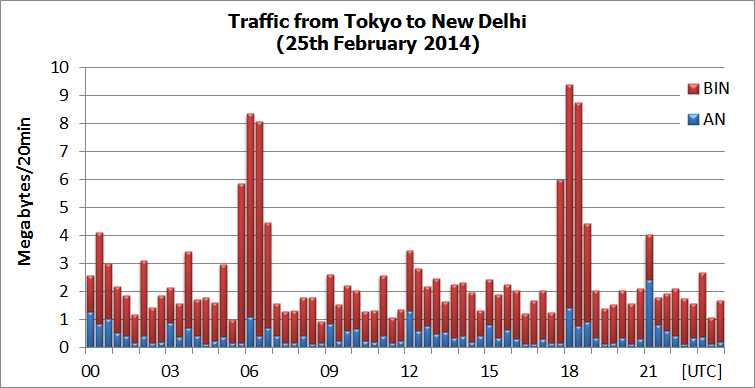 Traffic from Tokyo to New Delhi
(25th February 2014)
Megabytes/20min
10
9
8
7
6
5
4
3
2
1
0
BIN
AN
00 03 06 09 12 15 18 21 [UTC]